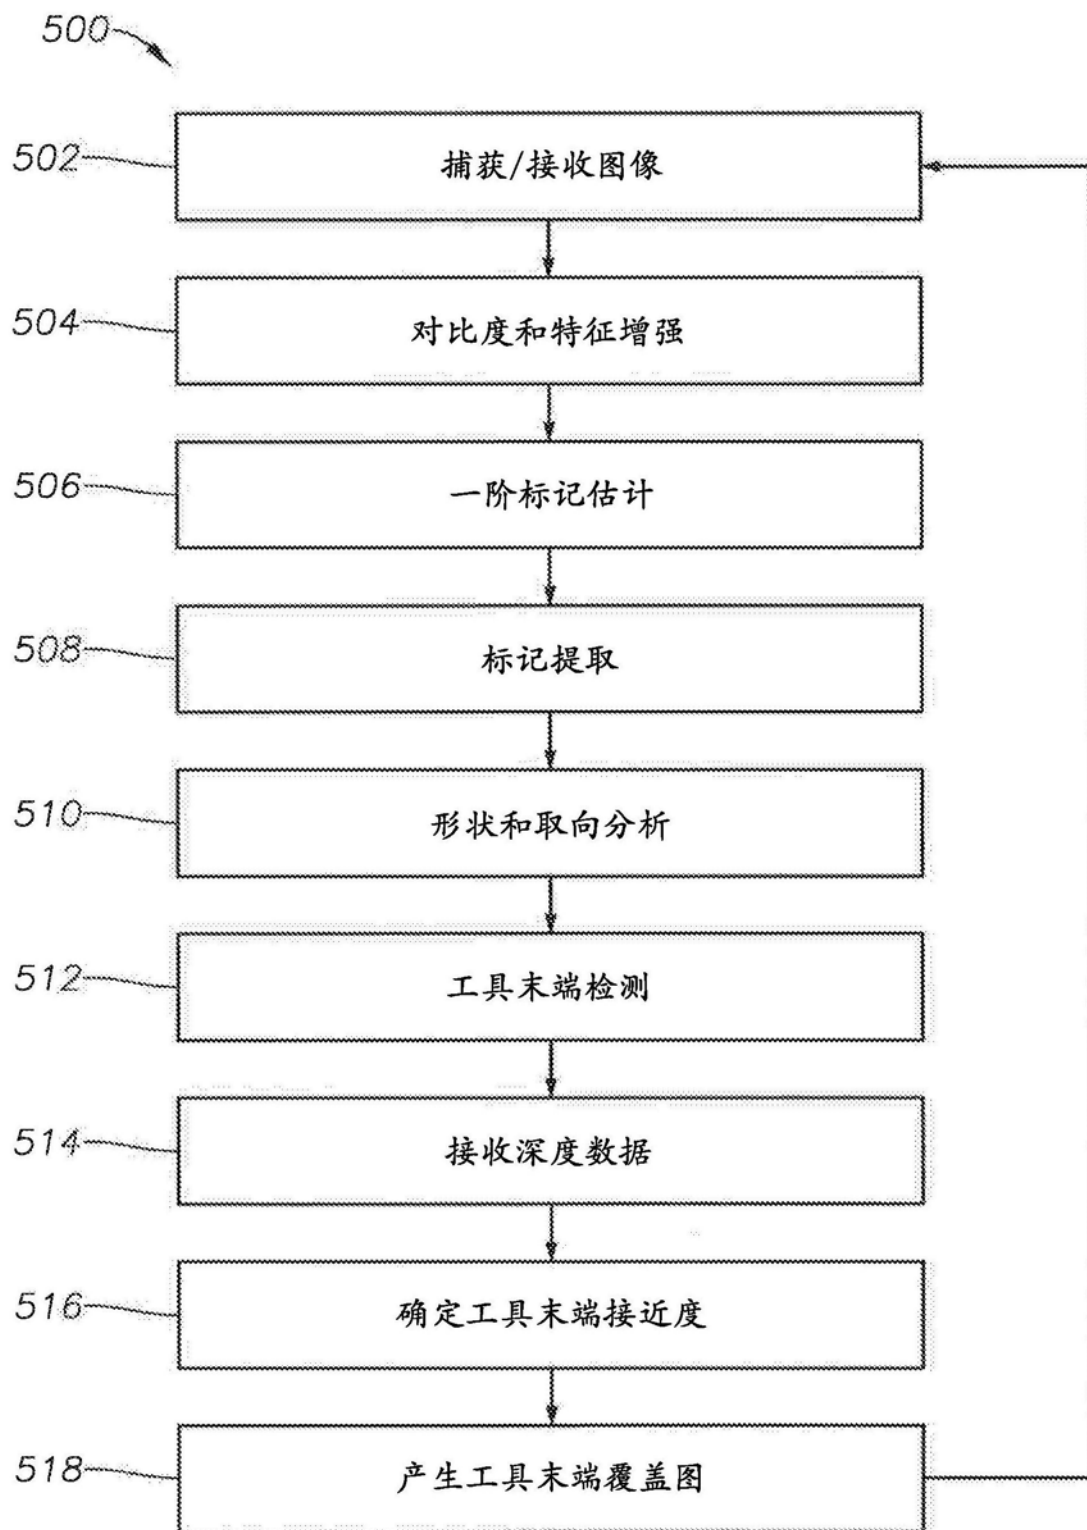 500
502
捕获/接收图像
504
对比度和特征增强
506
一阶标记估计
508
标记提取
510
形状和取向分析
512
工具末端检测
514
接收深度数据
516
确定工具末端接近度
518
产生工具末端覆盖图